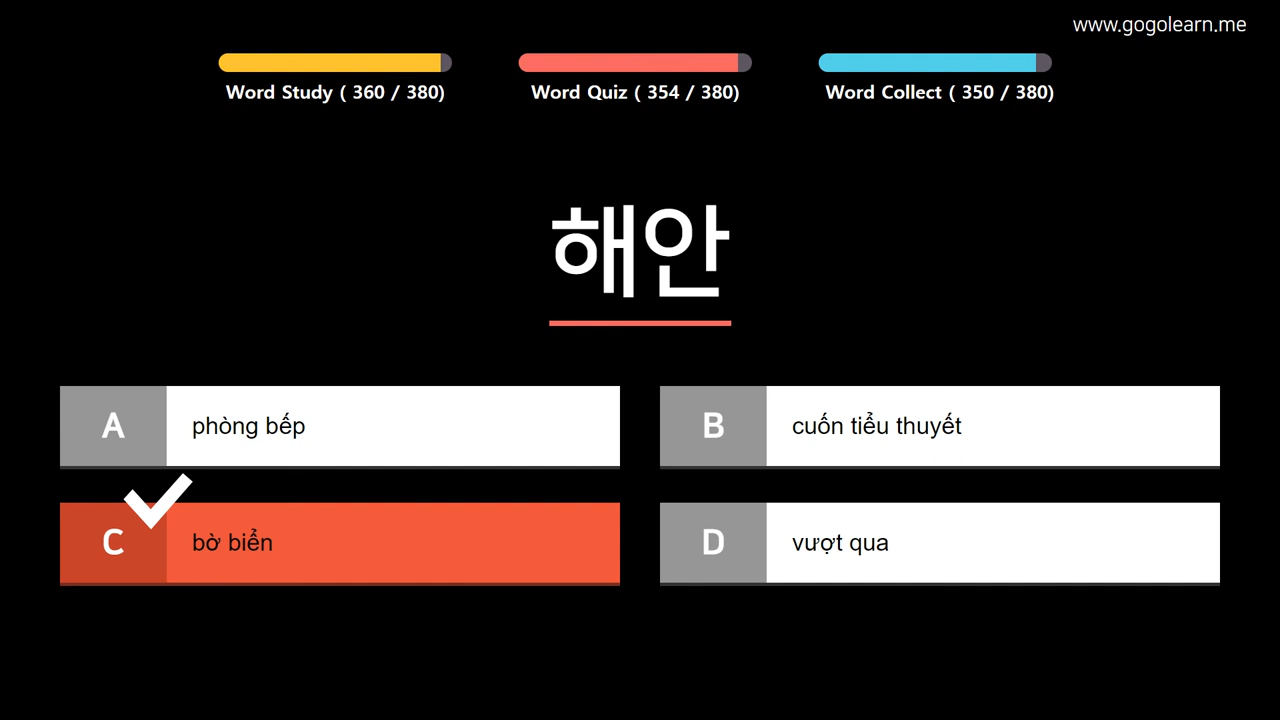 www.gogolearn.me
Word Study ( 360 / 380)
Word Quiz ( 354 / 380)
Word Collect ( 350 / 380)
해안
A phòng bếp
B cuốn tiểu thuyết
C bờ biển
D vượt qua